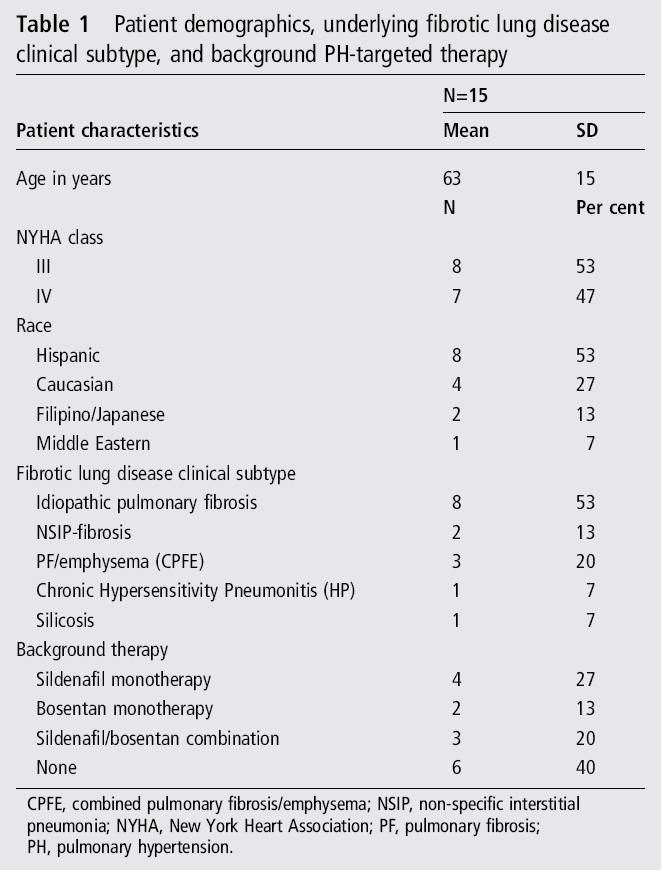 Table 1 Patient demographics, underlying fibrotic lung disease
clinical subtype, and background PH-targeted therapy
N=15
Patient characteristics Mean SD
Age in years 63 15
N Per cent
NYHA class
III 8 53
IV 7 47
Race
Hispanic 8 53
Caucasian 4 27
Filipino/Japanese 2 13
Middle Eastern 1 7
Fibrotic lung disease clinical subtype
Idiopathic pulmonary fibrosis 8 53
NSIP-fibrosis 2 13
PF/emphysema (CPFE) 3 20
Chronic Hypersensitivity Pneumonitis (HP) 1 7
Silicosis 1 7
Background therapy
Sildenafil monotherapy 4 27
Bosentan monotherapy 2 13
Sildenafil/bosentan combination 3 20
None 6 40
CPFE, combined pulmonary fibrosis/emphysema; NSIP, non-specific interstitial
pneumonia; NYHA, New York Heart Association; PF, pulmonary fibrosis;
PH, pulmonary hypertension.